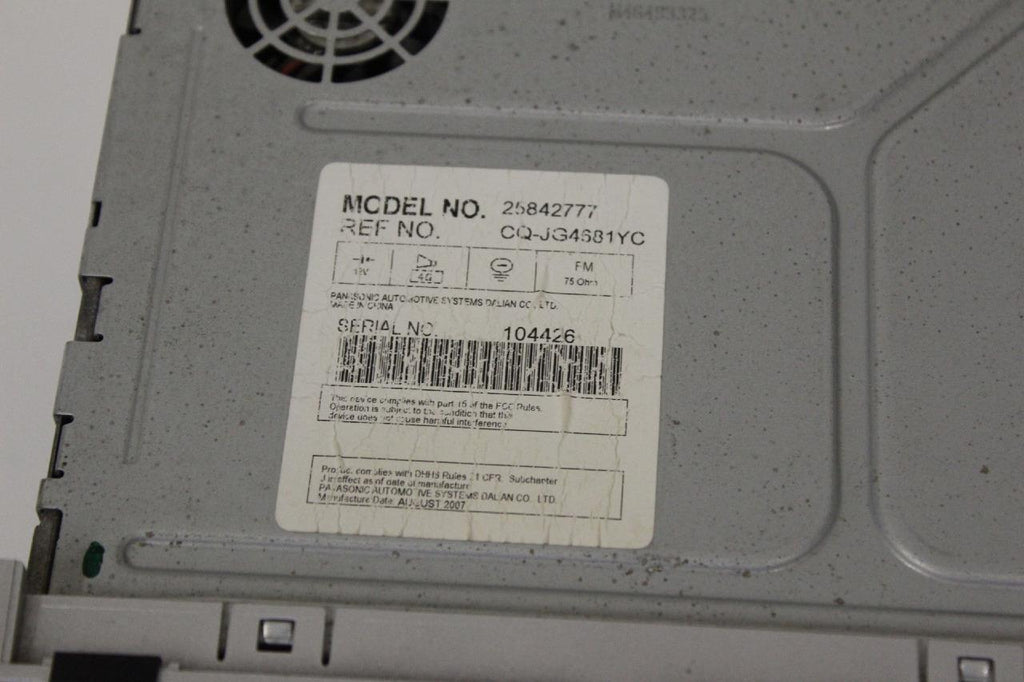 MODEL NO. 25842777
REF NO. CQ-JG4681YC
12V
4Ω
FM
75 Ohm
PANASONIC AUTOMOTIVE SYSTEMS DALIAN CO., LTD.
MADE IN CHINA
SERIAL NO. 104426
This device complies with part 15 of the FCC Rules.
Operation is subject to the condition that this
device does not cause harmful interference.
Product complies with DHHS Rules 21 CFR, Subchapter
J in effect as of date of manufacture
PANASONIC AUTOMOTIVE SYSTEMS DALIAN CO., LTD.
Manufacture Date: AUGUST 2007